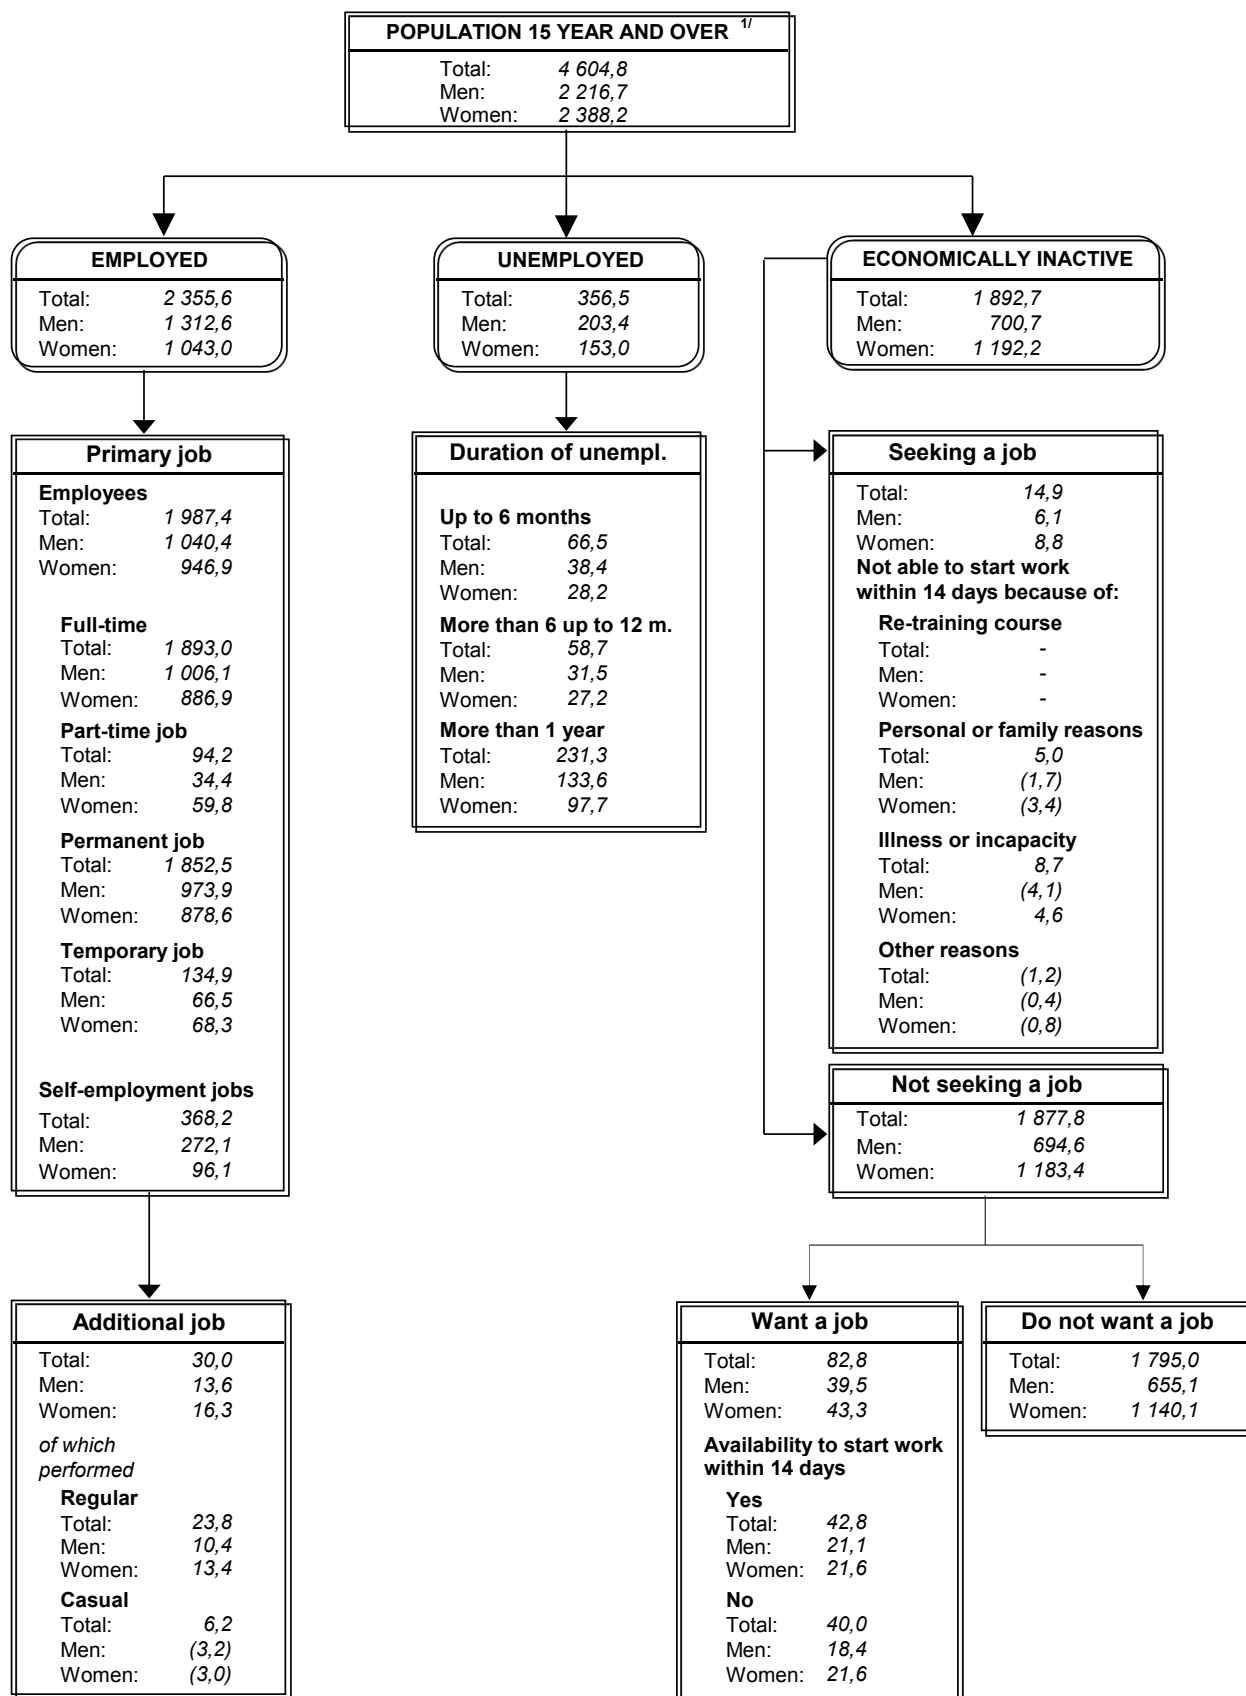 POPULATION 15 YEAR AND OVER 1/
Total: 4 604,8
Men: 2 216,7
Women: 2 388,2
EMPLOYED
Total: 2 355,6
Men: 1 312,6
Women: 1 043,0
UNEMPLOYED
Total: 356,5
Men: 203,4
Women: 153,0
ECONOMICALLY INACTIVE
Total: 1 892,7
Men: 700,7
Women: 1 192,2
Primary job
Employees
Total: 1 987,4
Men: 1 040,4
Women: 946,9
Full-time
Total: 1 893,0
Men: 1 006,1
Women: 886,9
Part-time job
Total: 94,2
Men: 34,4
Women: 59,8
Permanent job
Total: 1 852,5
Men: 973,9
Women: 878,6
Temporary job
Total: 134,9
Men: 66,5
Women: 68,3
Self-employment jobs
Total: 368,2
Men: 272,1
Women: 96,1
Duration of unempl.
Up to 6 months
Total: 66,5
Men: 38,4
Women: 28,2
More than 6 up to 12 m.
Total: 58,7
Men: 31,5
Women: 27,2
More than 1 year
Total: 231,3
Men: 133,6
Women: 97,7
Seeking a job
Total: 14,9
Men: 6,1
Women: 8,8
Not able to start work
within 14 days because of:
Re-training course
Total: -
Men: -
Women: -
Personal or family reasons
Total: 5,0
Men: (1,7)
Women: (3,4)
Illness or incapacity
Total: 8,7
Men: (4,1)
Women: 4,6
Other reasons
Total: (1,2)
Men: (0,4)
Women: (0,8)
Not seeking a job
Total: 1 877,8
Men: 694,6
Women: 1 183,4
Additional job
Total: 30,0
Men: 13,6
Women: 16,3
of which
performed
Regular
Total: 23,8
Men: 10,4
Women: 13,4
Casual
Total: 6,2
Men: (3,2)
Women: (3,0)
Want a job
Total: 82,8
Men: 39,5
Women: 43,3
Availability to start work
within 14 days
Yes
Total: 42,8
Men: 21,1
Women: 21,6
No
Total: 40,0
Men: 18,4
Women: 21,6
Do not want a job
Total: 1 795,0
Men: 655,1
Women: 1 140,1